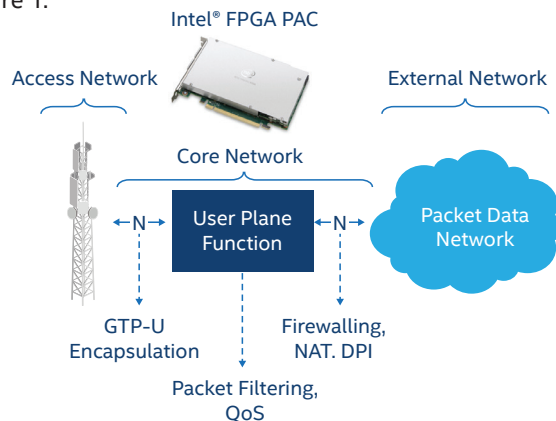 re 1.
Intel® FPGA PAC
Access Network
External Network
Core Network
N
User Plane
Function
N
Packet Data
Network
GTP-U
Encapsulation
Firewalling,
NAT. DPI
Packet Filtering,
QoS